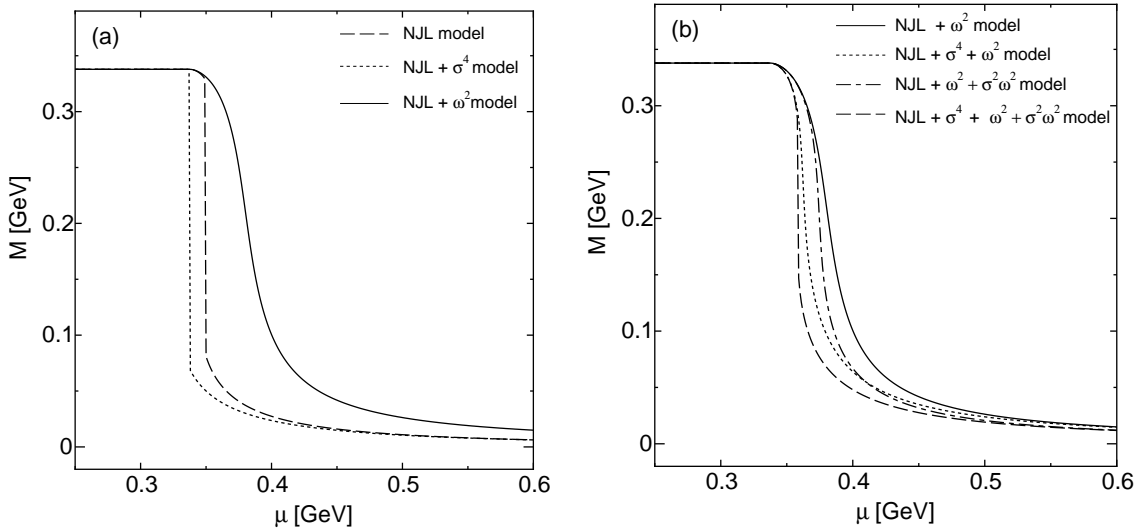 (a)
NJL model
NJL + σ⁴ model
NJL + ω² model
M [GeV]
0.3
0.2
0.1
0
0.3 0.4 0.5 0.6
μ [GeV]
(b)
NJL + ω²
NJL + σ⁴ + ω²
NJL + ω² + σ²ω² model
NJL + σ⁴ + ω² + σ²ω² model
M [GeV]
0.3
0.2
0.1
0
0.3 0.4 0.5 0.6
μ [GeV]